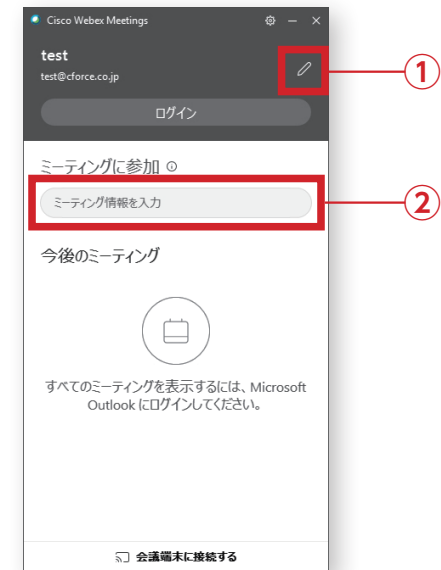 Cisco Webex Meetings
test
①
test@cforce.co.jp
ログイン
ミーティングに参加
ミーティング情報を入力
②
今後のミーティング
すべてのミーティングを表示するには、Microsoft
Outlook にログインしてください。
会議端末に接続する